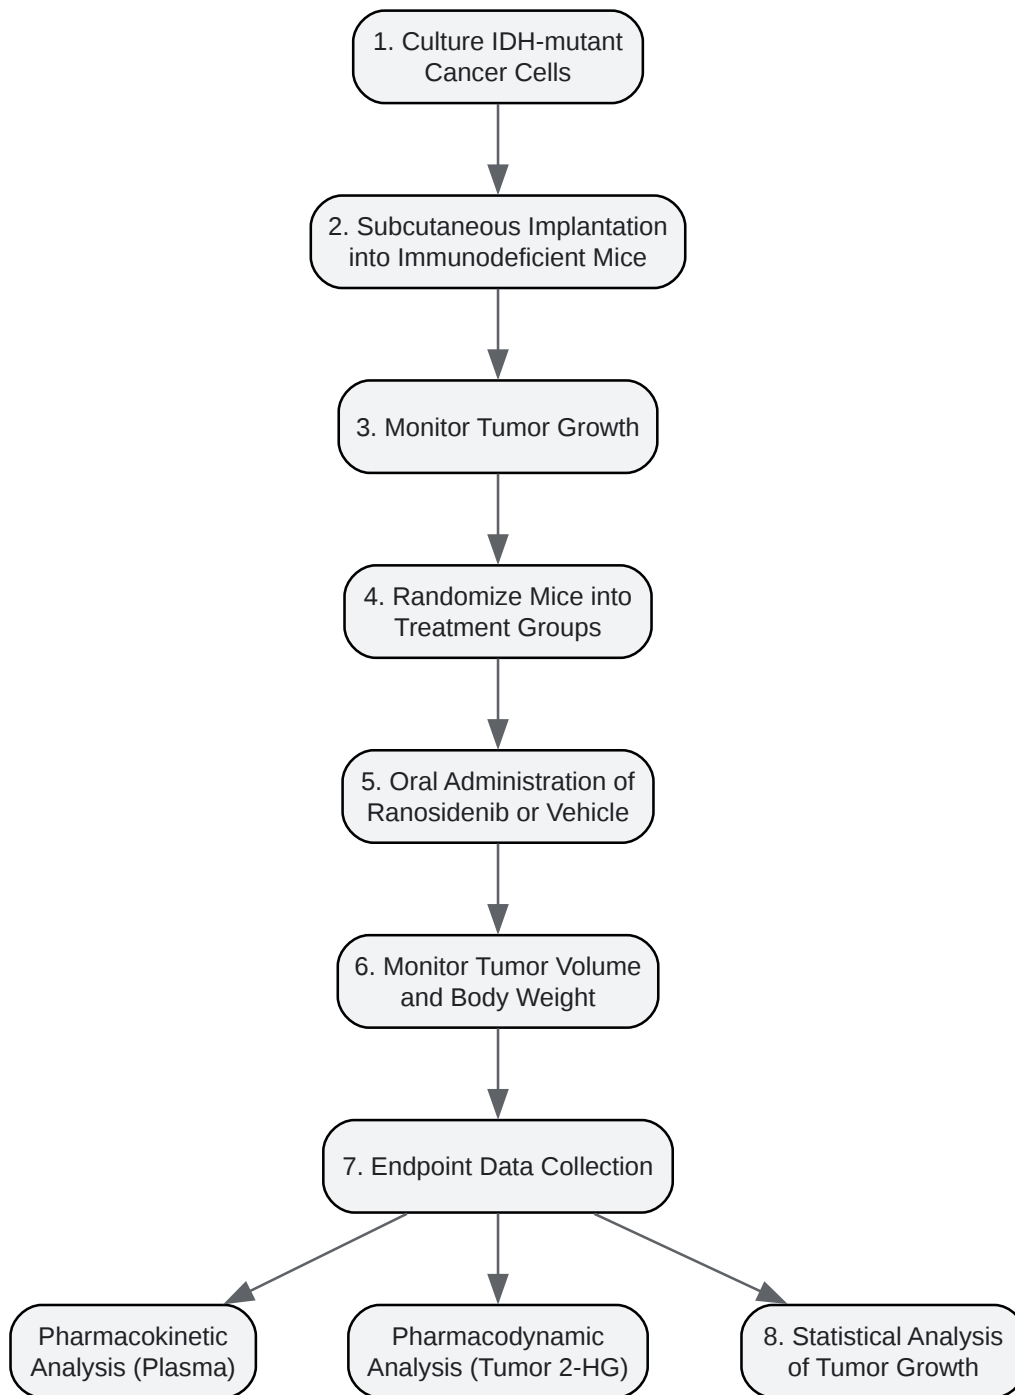 1. Culture IDH-mutant
Cancer Cells
2. Subcutaneous Implantation
into Immunodeficient Mice
3. Monitor Tumor Growth
4. Randomize Mice into
Treatment Groups
5. Oral Administration of
Ranosidenib or Vehicle
6. Monitor Tumor Volume
and Body Weight
7. Endpoint Data Collection
Pharmacokinetic
Analysis (Plasma)
Pharmacodynamic
Analysis (Tumor 2-HG)
8. Statistical Analysis
of Tumor Growth